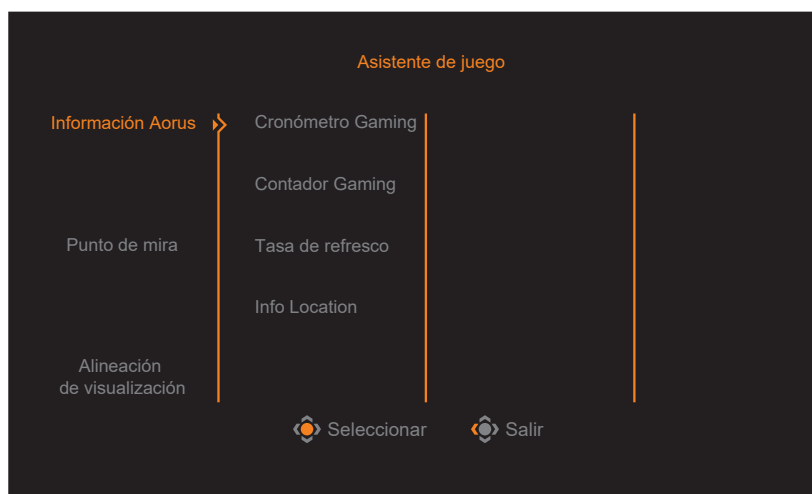 Asistente de juego
Información Aorus
Cronómetro Gaming
Contador Gaming
Punto de mira
Tasa de refresco
Info Location
Alineación
de visualización
Seleccionar
Salir